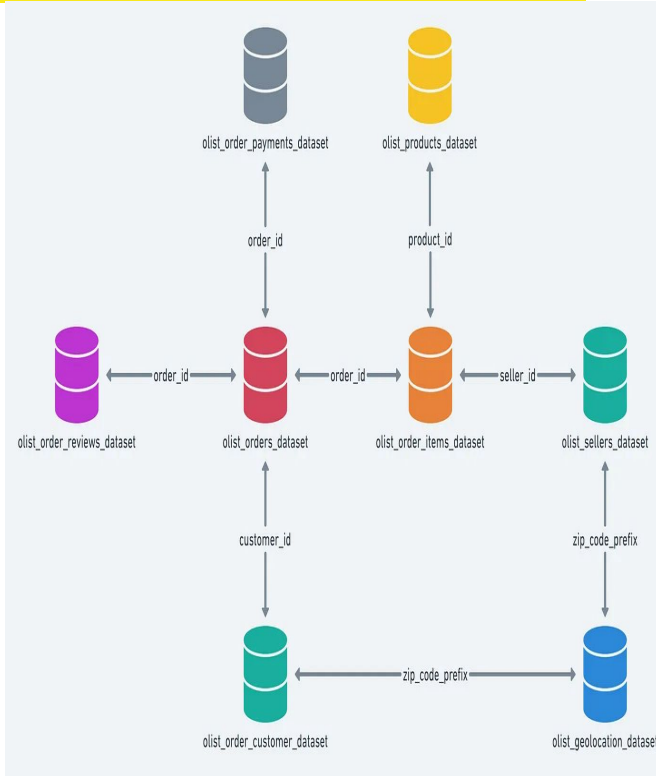 olist_order_payments_dataset
olist_products_dataset
order_id
product_id
order_id
order_id
seller_id
olist_order_reviews_dataset
olist_orders_dataset
olist_order_items_dataset
olist_sellers_dataset
customer_id
zip_code_prefix
zip_code_prefix
olist_order_customer_dataset
olist_geolocation_dataset